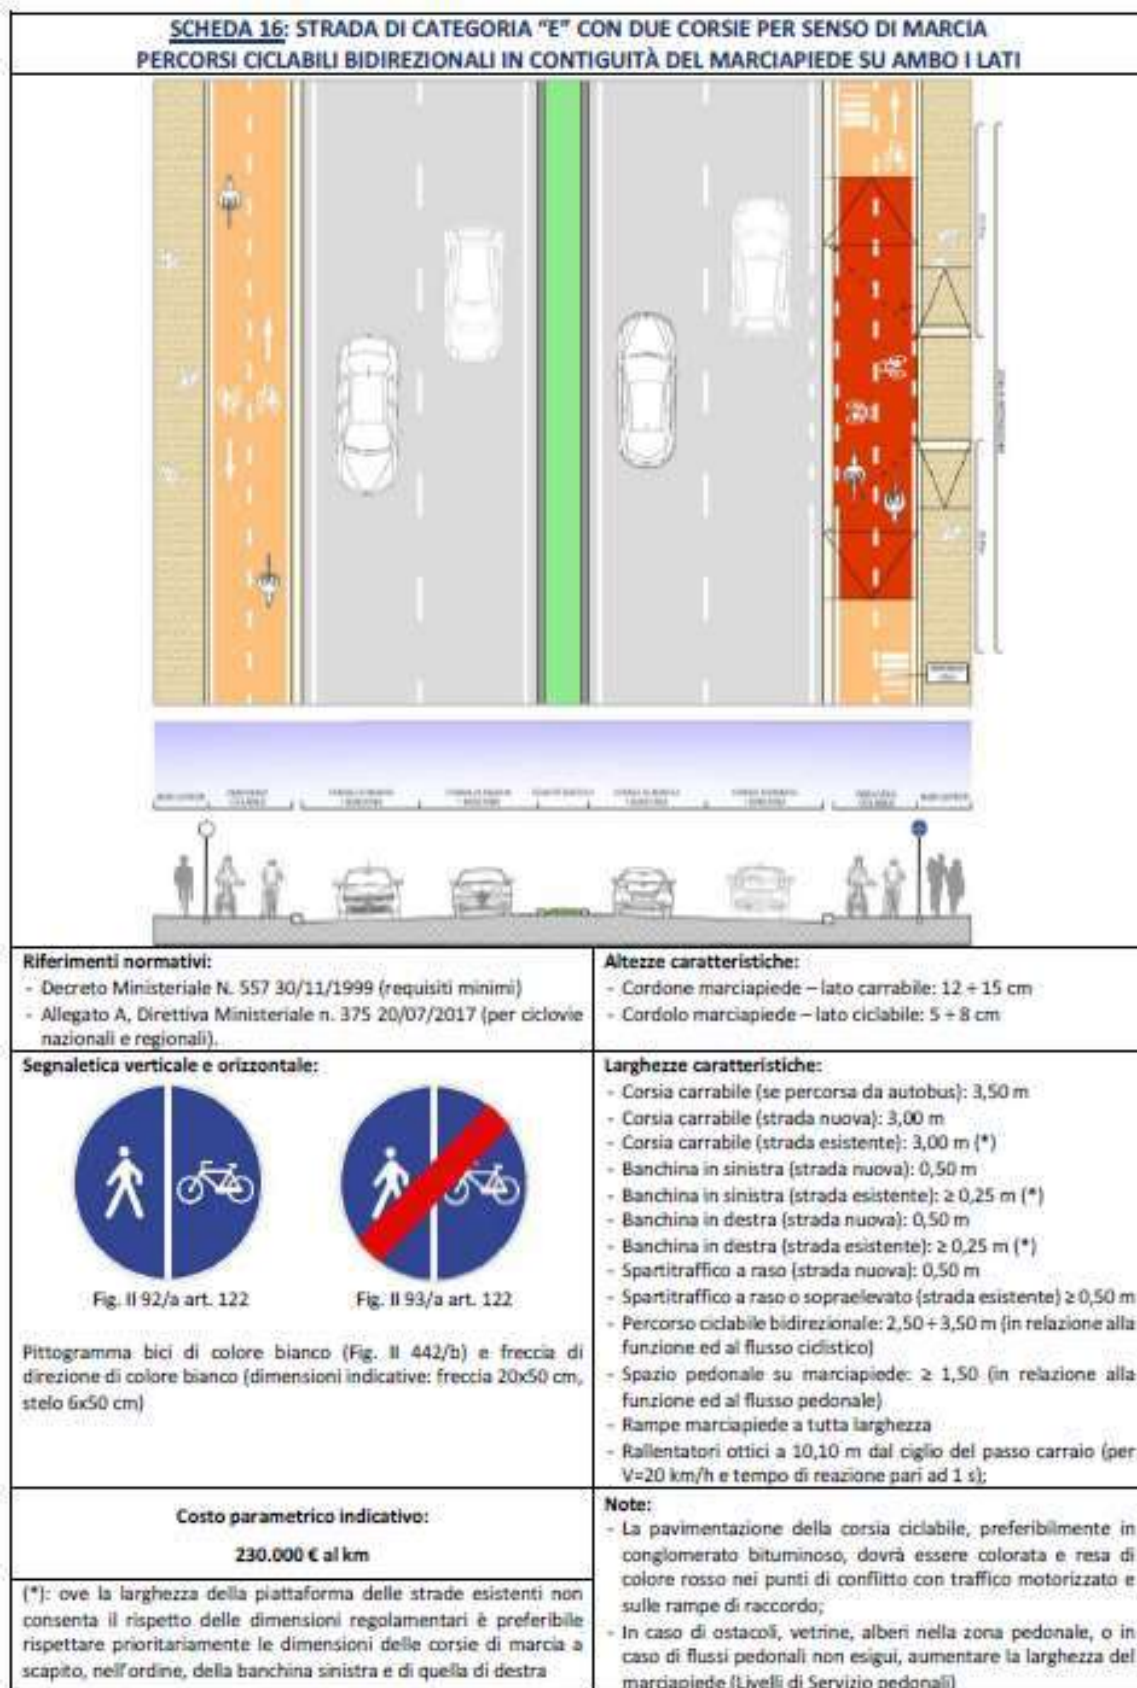 SCHEDA 16: STRADA DI CATEGORIA "E" CON DUE CORSIE PER SENSO DI MARCIA
PERCORSI CICLABILI BIDIREZIONALI IN CONTIGUITÀ DEL MARCIAPIEDE SU AMBO I LATI
Riferimenti normativi:
- Decreto Ministeriale N. 557 30/11/1999 (requisiti minimi)
- Allegato A, Direttiva Ministeriale n. 375 20/07/2017 (per ciclovie
nazionali e regionali).
Altezze caratteristiche:
- Cordone marciapiede – lato carrabile: 12 ÷ 15 cm
- Cordolo marciapiede – lato ciclabile: 5 ÷ 8 cm
Segnaletica verticale e orizzontale:
Fig. II 92/a art. 122
Fig. II 93/a art. 122
Pittogramma bici di colore bianco (Fig. II 442/b) e freccia di
direzione di colore bianco (dimensioni indicative: freccia 20x50 cm,
stelo 6x50 cm)
Larghezze caratteristiche:
- Corsia carrabile (se percorsa da autobus): 3,50 m
- Corsia carrabile (strada nuova): 3,00 m
- Corsia carrabile (strada esistente): 3,00 m (*)
- Banchina in sinistra (strada nuova): 0,50 m
- Banchina in sinistra (strada esistente): ≥ 0,25 m (*)
- Banchina in destra (strada nuova): 0,50 m
- Banchina in destra (strada esistente): ≥ 0,25 m (*)
- Spartitraffico a raso (strada nuova): 0,50 m
- Spartitraffico a raso o sopraelevato (strada esistente) ≥ 0,50 m
- Percorso ciclabile bidirezionale: 2,50 ÷ 3,50 m (in relazione alla
funzione ed al flusso ciclistico)
- Spazio pedonale su marciapiede: ≥ 1,50 (in relazione alla
funzione ed al flusso pedonale)
- Rampe marciapiede a tutta larghezza
- Rallentatori ottici a 10,10 m dal ciglio del passo carraio (per
V=20 km/h e tempo di reazione pari ad 1 s);
Costo parametrico indicativo:
230.000 € al km
(*): ove la larghezza della piattaforma delle strade esistenti non
consenta il rispetto delle dimensioni regolamentari è preferibile
rispettare prioritariamente le dimensioni delle corsie di marcia a
scapito, nell'ordine, della banchina sinistra e di quella di destra
Note:
- La pavimentazione della corsia ciclabile, preferibilmente in
conglomerato bituminoso, dovrà essere colorata e resa di
colore rosso nei punti di conflitto con traffico motorizzato e
sulle rampe di raccordo;
- In caso di ostacoli, vetrine, alberi nella zona pedonale, o in
caso di flussi pedonali non esigui, aumentare la larghezza del
marciapiede (Livelli di Servizio pedonali)